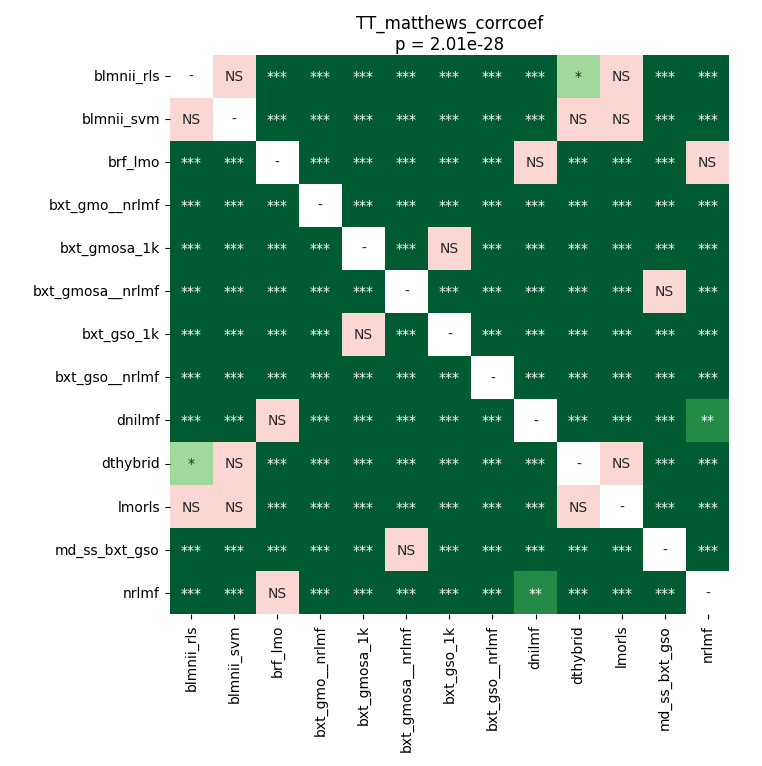 TT_matthews_corrcoef
p = 2.01e-28
blmnii_rls - NS *** *** *** *** *** *** *** * NS *** ***
blmnii_svm NS - *** *** *** *** *** *** *** NS NS *** ***
brf_lmo *** *** - *** *** *** *** *** NS *** *** *** NS
bxt_gmo__nrlmf *** *** *** - *** *** *** *** *** *** *** *** ***
bxt_gmosa_1k *** *** *** *** - *** NS *** *** *** *** *** ***
bxt_gmosa__nrlmf *** *** *** *** *** - *** *** *** *** *** NS ***
bxt_gso_1k *** *** *** *** NS *** - *** *** *** *** *** ***
bxt_gso__nrlmf *** *** *** *** *** *** *** - *** *** *** *** ***
dnilmf *** *** NS *** *** *** *** *** - *** *** *** **
dthybrid * NS *** *** *** *** *** *** *** - NS *** ***
lmorls NS NS *** *** *** *** *** *** *** NS - *** ***
md_ss_bxt_gso *** *** *** *** *** NS *** *** *** *** *** - ***
nrlmf *** *** NS *** *** *** *** *** ** *** *** *** -
blmnii_rls
blmnii_svm
brf_lmo
bxt_gmo__nrlmf
bxt_gmosa_1k
bxt_gmosa__nrlmf
bxt_gso_1k
bxt_gso__nrlmf
dnilmf
dthybrid
lmorls
md_ss_bxt_gso
nrlmf